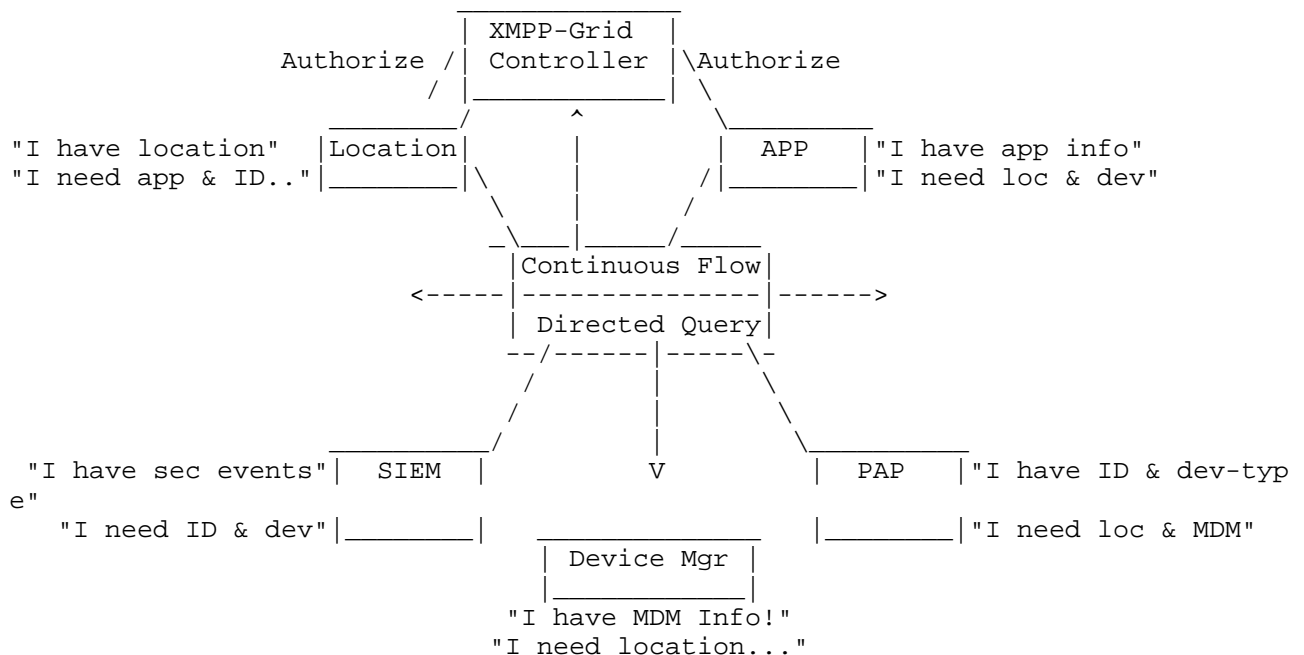 XMPP-Grid
Authorize Controller Authorize
"I have location" Location APP "I have app info"
"I need app & ID.." "I need loc & dev"
Continuous Flow
Directed Query
"I have sec events" SIEM V PAP "I have ID & dev-typ
e"
"I need ID & dev" "I need loc & MDM"
Device Mgr
"I have MDM Info!"
"I need location..."